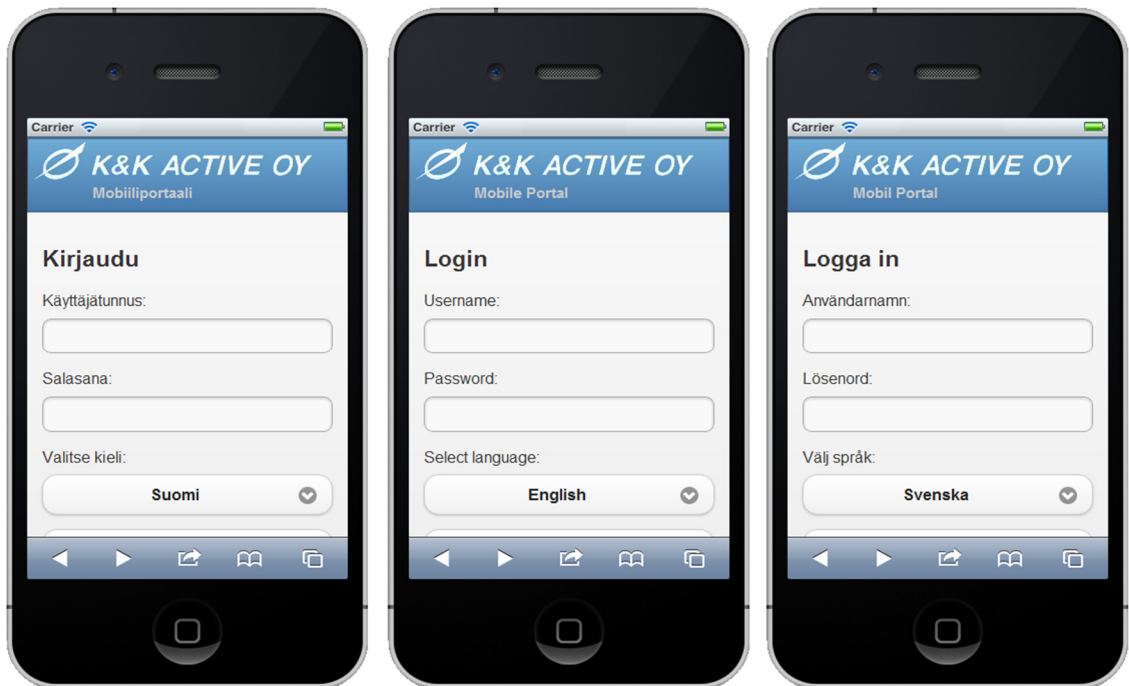 Carrier
K&K ACTIVE OY
Mobiiliportaali
Kirjaudu
Käyttäjätunnus:
Salasana:
Valitse kieli:
Suomi
Carrier
K&K ACTIVE OY
Mobile Portal
Login
Username:
Password:
Select language:
English
Carrier
K&K ACTIVE OY
Mobil Portal
Logga in
Användarnamn:
Lösenord:
Välj språk:
Svenska